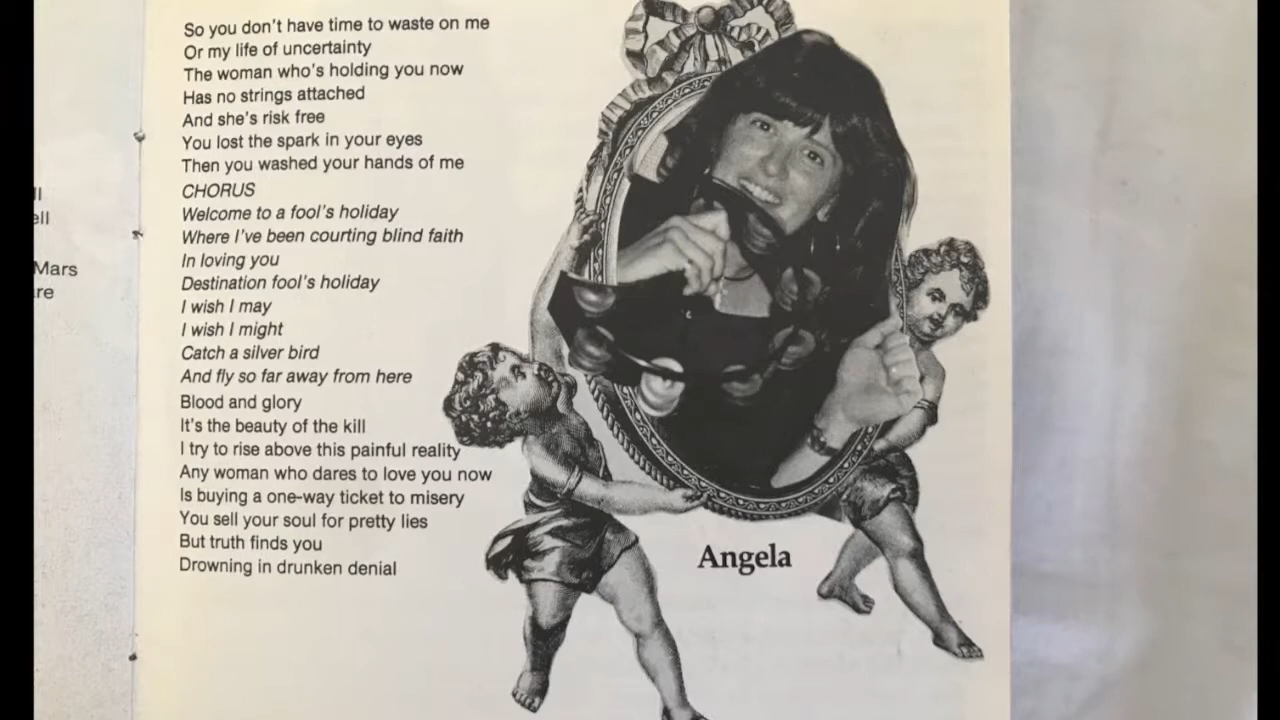 ll
ell
Mars
re
So you don't have time to waste on me
Or my life of uncertainty
The woman who's holding you now
Has no strings attached
And she's risk free
You lost the spark in your eyes
Then you washed your hands of me
CHORUS
Welcome to a fool's holiday
Where I've been courting blind faith
In loving you
Destination fool's holiday
I wish I may
I wish I might
Catch a silver bird
And fly so far away from here
Blood and glory
It's the beauty of the kill
I try to rise above this painful reality
Any woman who dares to love you now
Is buying a one-way ticket to misery
You sell your soul for pretty lies
But truth finds you
Drowning in drunken denial
Angela